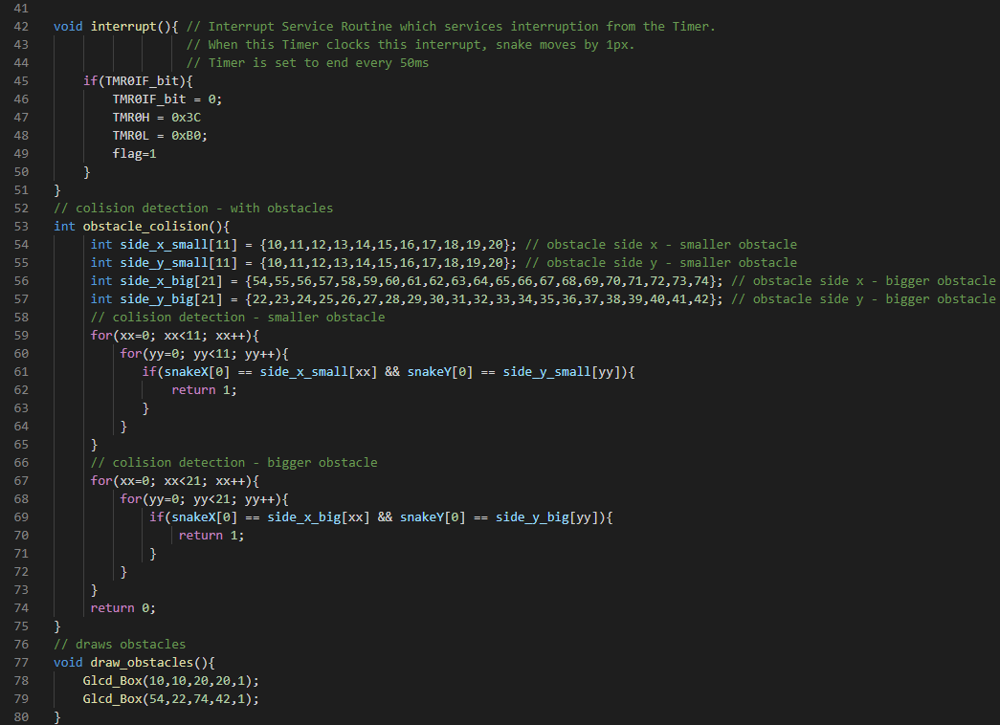 41
42 void interrupt(){ // Interrupt Service Routine which services interruption from the Timer.
43 // When this Timer clocks this interrupt, snake moves by 1px.
44 // Timer is set to end every 50ms
45 if(TMR0IF_bit){
46 TMR0IF_bit = 0;
47 TMR0H = 0x3C
48 TMR0L = 0xB0;
49 flag=1
50 }
51 }
52 // colision detection - with obstacles
53 int obstacle_colision(){
54 int side_x_small[11] = {10,11,12,13,14,15,16,17,18,19,20}; // obstacle side x - smaller obstacle
55 int side_y_small[11] = {10,11,12,13,14,15,16,17,18,19,20}; // obstacle side y - smaller obstacle
56 int side_x_big[21] = {54,55,56,57,58,59,60,61,62,63,64,65,66,67,68,69,70,71,72,73,74}; // obstacle side x - bigger obstacle
57 int side_y_big[21] = {22,23,24,25,26,27,28,29,30,31,32,33,34,35,36,37,38,39,40,41,42}; // obstacle side y - bigger obstacle
58 // colision detection - smaller obstacle
59 for(xx=0; xx<11; xx++){
60 for(yy=0; yy<11; yy++){
61 if(snakeX[0] == side_x_small[xx] && snakeY[0] == side_y_small[yy]){
62 return 1;
63 }
64 }
65 }
66 // colision detection - bigger obstacle
67 for(xx=0; xx<21; xx++){
68 for(yy=0; yy<21; yy++){
69 if(snakeX[0] == side_x_big[xx] && snakeY[0] == side_y_big[yy]){
70 return 1;
71 }
72 }
73 }
74 return 0;
75 }
76 // draws obstacles
77 void draw_obstacles(){
78 Glcd_Box(10,10,20,20,1);
79 Glcd_Box(54,22,74,42,1);
80 }